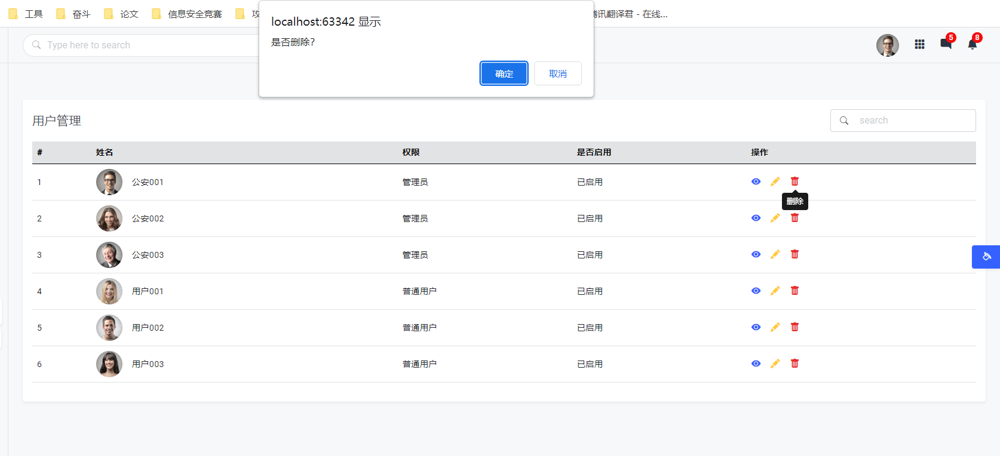 工具 奋斗 论文 信息安全竞赛
腾讯翻译君 - 在线...
localhost:63342 显示
是否删除?
确定 取消
Type here to search
5 8
用户管理
search
# 姓名 权限 是否启用 操作
1 公安001 管理员 已启用
删除
2 公安002 管理员 已启用
3 公安003 管理员 已启用
4 用户001 普通用户 已启用
5 用户002 普通用户 已启用
6 用户003 普通用户 已启用